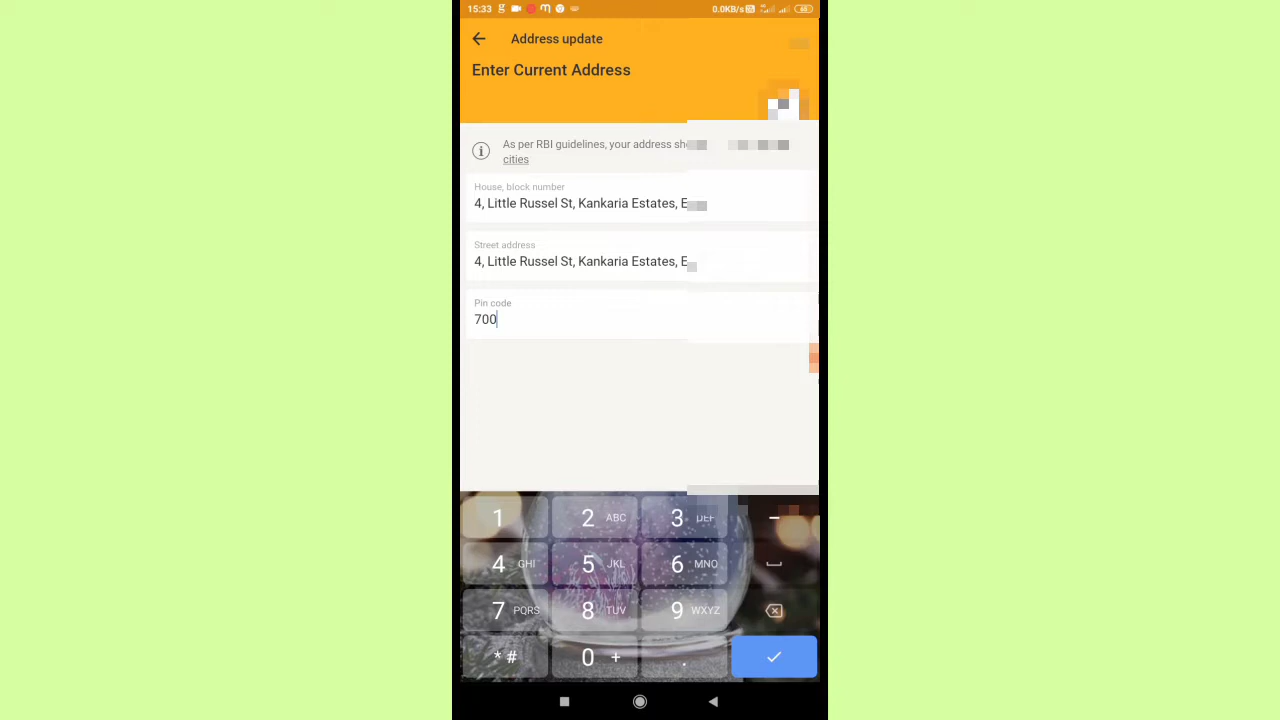 15:33 0.0KB/s 68
Address update
Enter Current Address
As per RBI guidelines, your address
cities
House, block number
4, Little Russel St, Kankaria Estates,
Street address
4, Little Russel St, Kankaria Estates,
Pin code
700
1 2 ABC 3 DEF -
4 GHI 5 JKL 6 MNO
7 PQRS 8 TUV 9 WXYZ
* # 0 + .